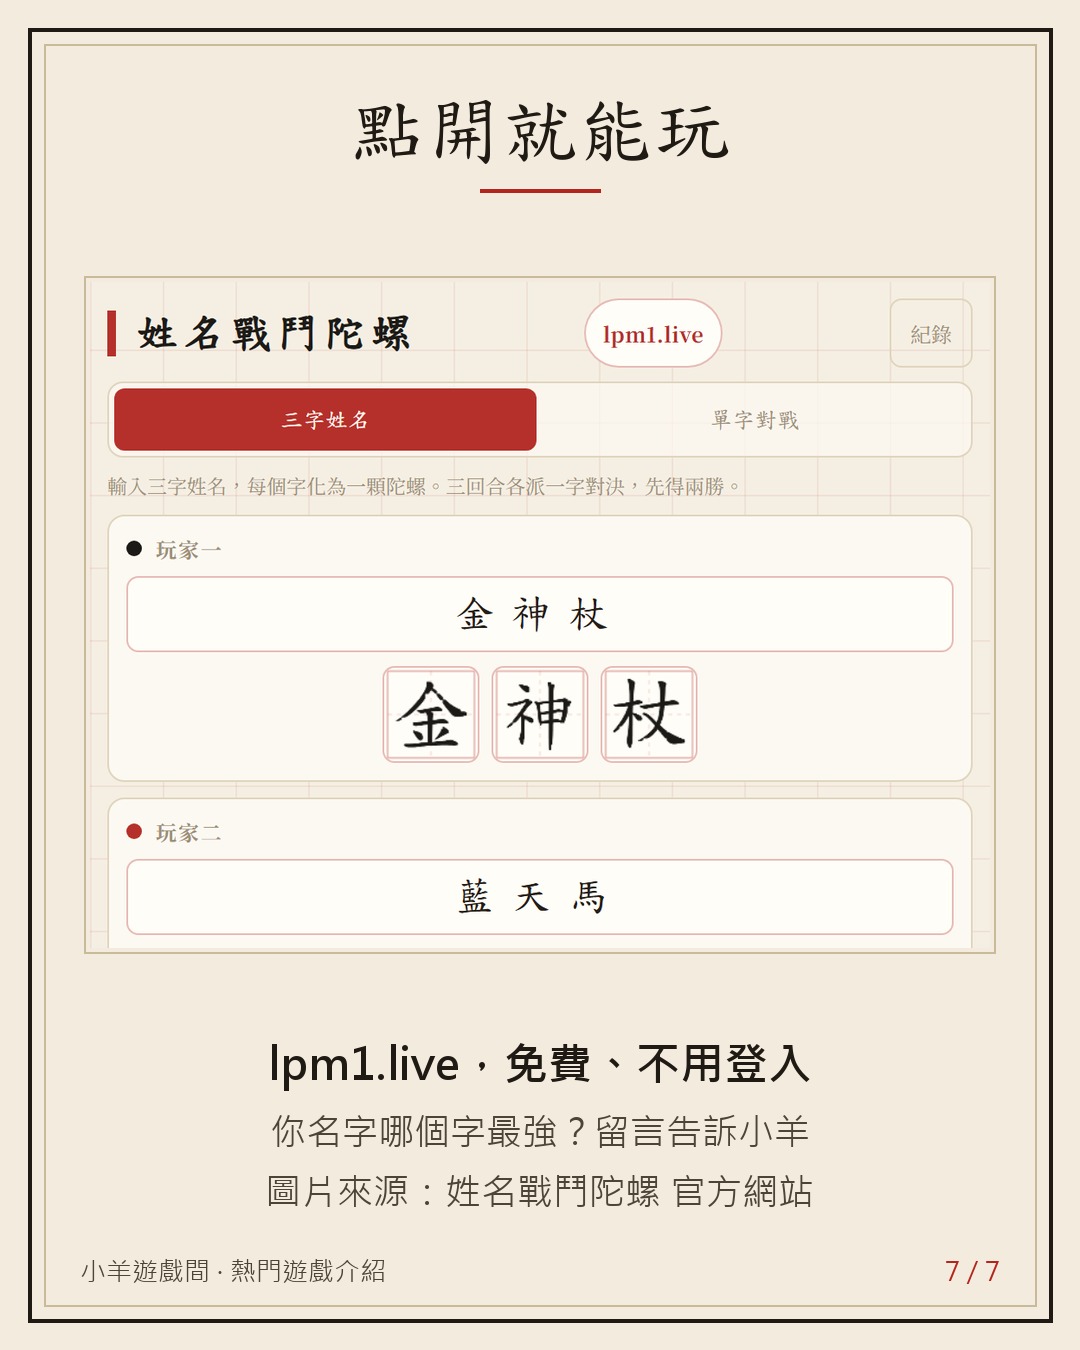 點開就能玩
姓名戰鬥陀螺
lpm1.live
紀錄
三字姓名
單字對戰
輸入三字姓名，每個字化為一顆陀螺。三回合各派一字對決，先得兩勝。
玩家一
金神杖
金 神 杖
玩家二
藍天馬
lpm1.live，免費、不用登入
你名字哪個字最強？留言告訴小羊
圖片來源：姓名戰鬥陀螺 官方網站
小羊遊戲間 · 熱門遊戲介紹
7 / 7